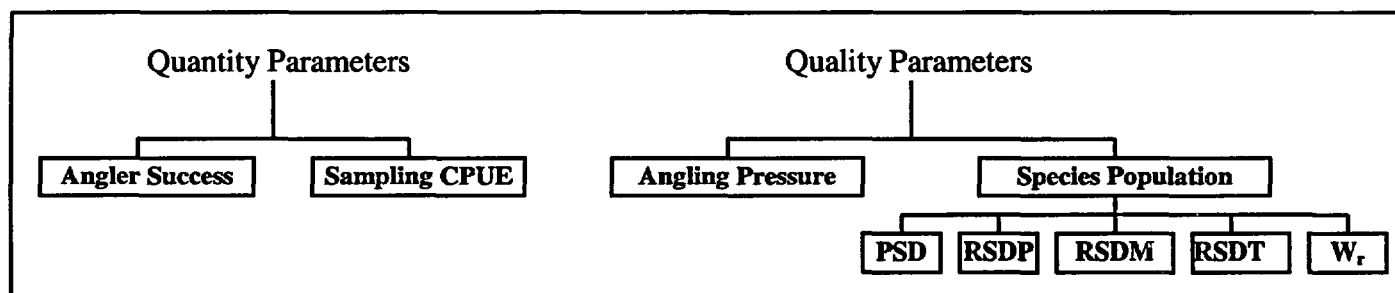 Quantity Parameters Quality Parameters
Angler Success Sampling CPUE Angling Pressure Species Population
PSD RSDP RSDM RSDT Wr